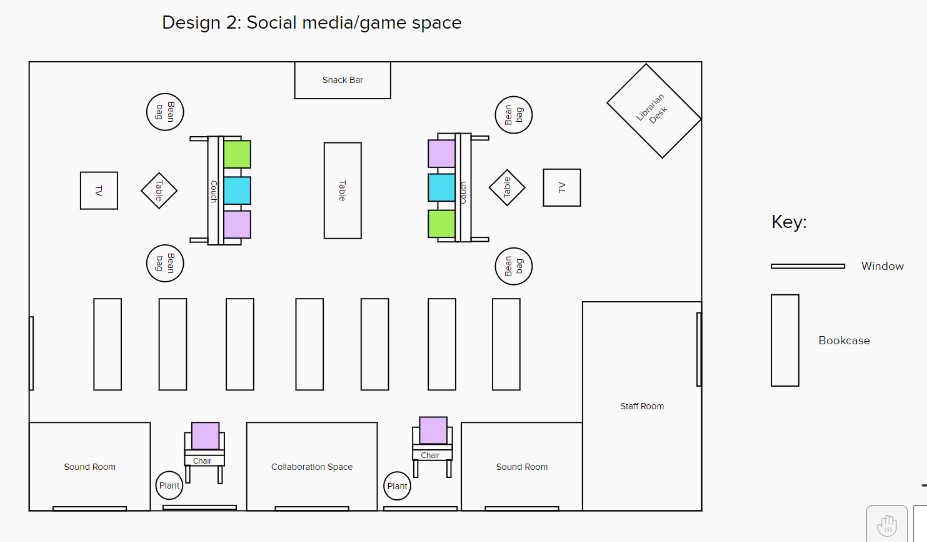 Design 2: Social media/game space
Snack Bar
Librarian
Desk
Bean
bag
Bean
bag
TV
Table
Couch
Table
Couch
Table
TV
Bean
bag
Bean
bag
Key:
Window
Bookcase
Staff Room
Sound Room
Chair
Plant
Collaboration Space
Chair
Plant
Sound Room